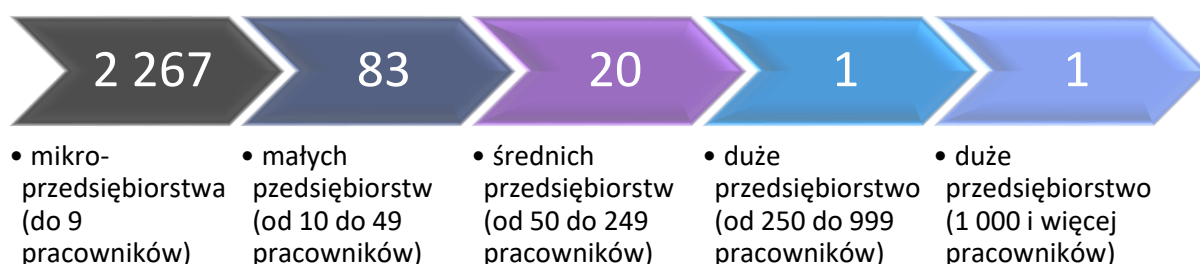 2 267
83
20
1
1
• mikro-
przedsiębiorstwa
(do 9
pracowników)
• małych
pzedsiębiorstw
(od 10 do 49
pracowników)
• średnich
przedsiębiorstw
(od 50 do 249
pracowników)
• duże
przedsiębiorstwo
(od 250 do 999
pracowników)
• duże
przedsiębiorstwo
(1 000 i więcej
pracowników)